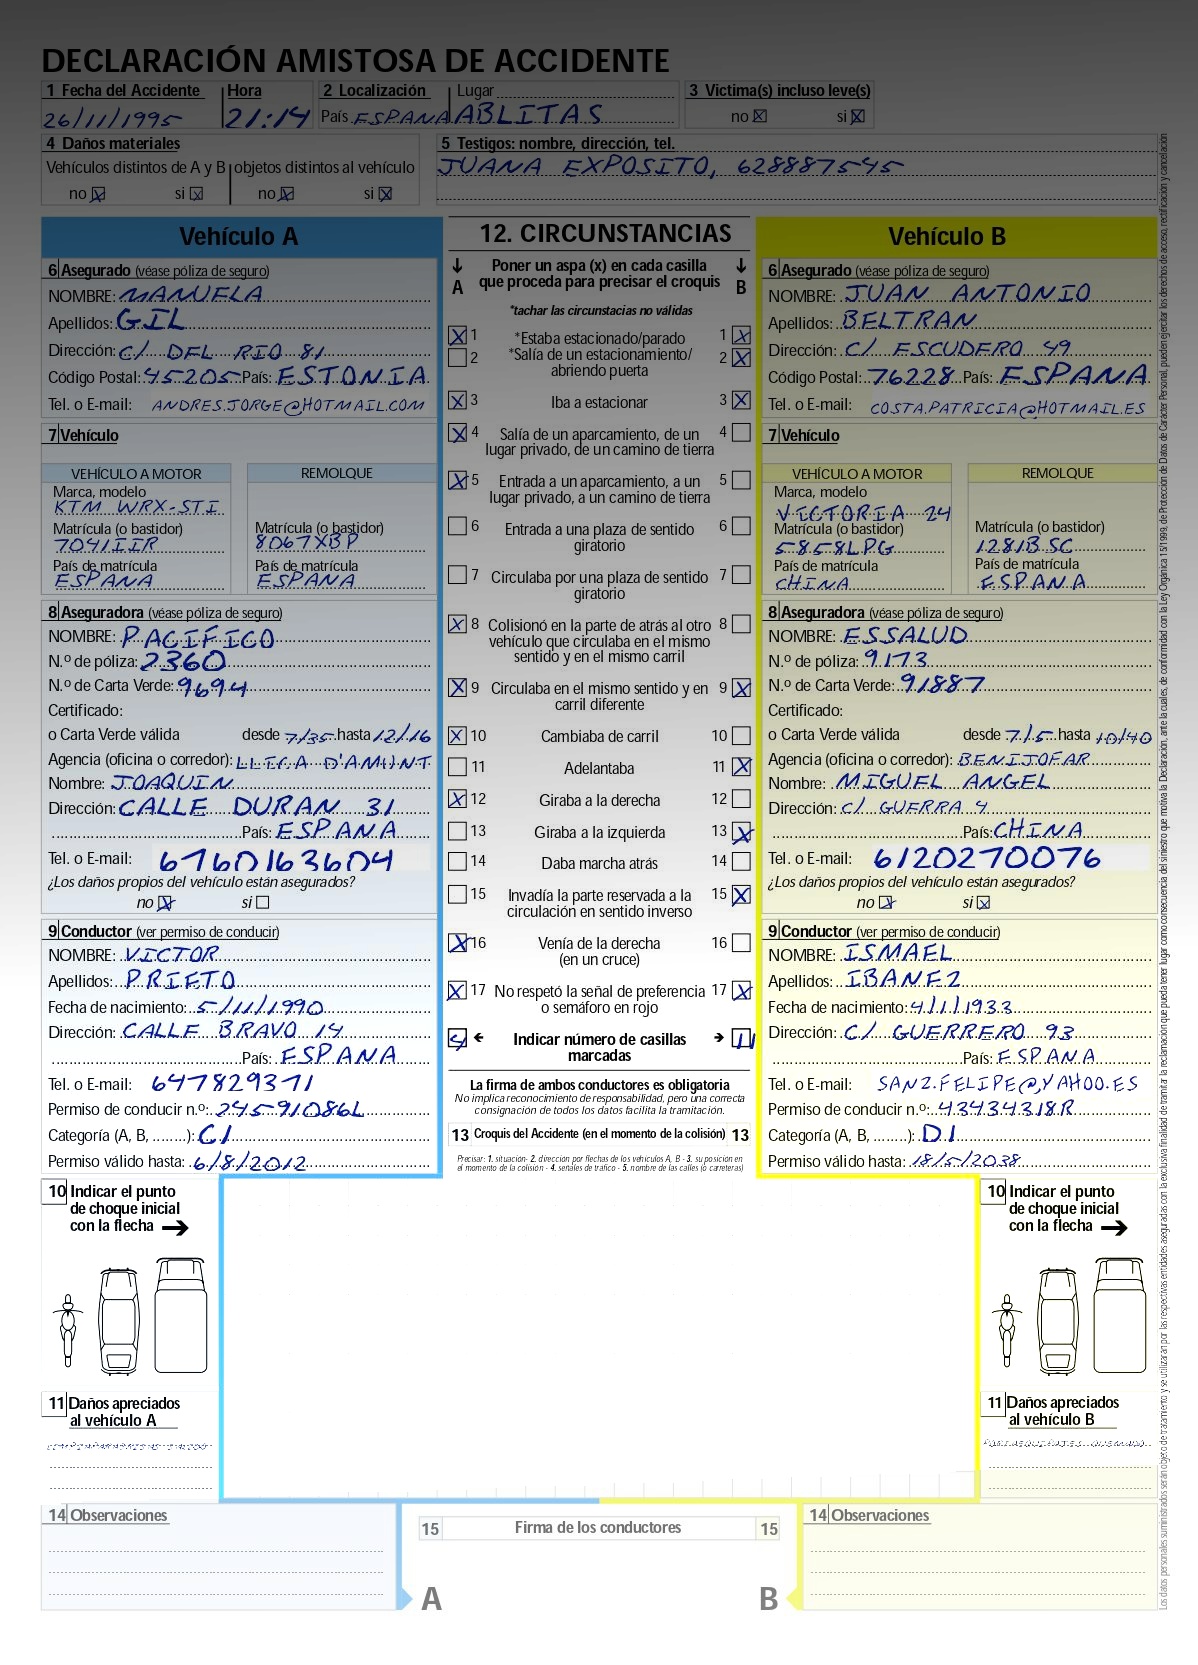 DECLARACIÓN AMISTOSA DE ACCIDENTE
1 Fecha del Accidente Hora 2 Localización Lugar 3 Victima(s) incluso leve(s)
26/11/1995 21:14 País ESPANA ABLITAS no X si X
4 Daños materiales 5 Testigos: nombre, dirección, tel.
Vehículos distintos de A y B objetos distintos al vehículo JUANA EXPOSITO, 628887545
no X si X no X si X
Vehículo A
6 Asegurado (véase póliza de seguro)
NOMBRE: MANUELA
Apellidos: GIL
Dirección: C/ DEL RIO 81
Código Postal: 45205 País: ESTONIA
Tel. o E-mail: ANDRES.JORGE@HOTMAIL.COM
7 Vehículo
VEHÍCULO A MOTOR REMOLQUE
Marca, modelo
KTM WRX-STI
Matrícula (o bastidor) Matrícula (o bastidor)
7041IIR 8067XBP
País de matrícula País de matrícula
ESPANA ESPANA
8 Aseguradora (véase póliza de seguro)
NOMBRE: PACIFICO
N.º de póliza: 2360
N.º de Carta Verde: 9694
Certificado:
o Carta Verde válida desde 7/35 hasta 12/16
Agencia (oficina o corredor): LLICA D'AMUNT
Nombre: JOAQUIN
Dirección: CALLE DURAN 31
País: ESPANA
Tel. o E-mail: 6760163604
¿Los daños propios del vehículo están asegurados?
no X si
9 Conductor (ver permiso de conducir)
NOMBRE: VICTOR
Apellidos: PRIETO
Fecha de nacimiento: 5/11/1990
Dirección: CALLE BRAVO 14
País: ESPANA
Tel. o E-mail: 647829371
Permiso de conducir n.º: 24591086L
Categoría (A, B, ........): C1
Permiso válido hasta: 6/8/2012
12. CIRCUNSTANCIAS
A Poner un aspa (x) en cada casilla que proceda para precisar el croquis B
*tachar las circunstacias no válidas
X 1 *Estaba estacionado/parado 1 X
2 *Salía de un estacionamiento/ abriendo puerta 2 X
X 3 Iba a estacionar 3 X
X 4 Salía de un aparcamiento, de un lugar privado, de un camino de tierra 4
X 5 Entrada a un aparcamiento, a un lugar privado, a un camino de tierra 5
6 Entrada a una plaza de sentido giratorio 6
7 Circulaba por una plaza de sentido giratorio 7
X 8 Colisionó en la parte de atrás al otro vehículo que circulaba en el mismo sentido y en el mismo carril 8
X 9 Circulaba en el mismo sentido y en carril diferente 9 X
X 10 Cambiaba de carril 10
11 Adelantaba 11 X
X 12 Giraba a la derecha 12
13 Giraba a la izquierda 13 X
14 Daba marcha atrás 14
15 Invadía la parte reservada a la circulación en sentido inverso 15 X
X 16 Venía de la derecha (en un cruce) 16
X 17 No respetó la señal de preferencia o semáforo en rojo 17 X
Indicar número de casillas marcadas 11
La firma de ambos conductores es obligatoria
No implica reconocimiento de responsabilidad, pero una correcta
consignación de todos los datos facilita la tramitación.
13 Croquis del Accidente (en el momento de la colisión) 13
Precisar: 1. situación- 2. dirección por flechas de los vehículos A, B - 3. su posición en
el momento de la colisión - 4. señales de trafico - 5. nombre de las calles (o carreteras)
Vehículo B
6 Asegurado (véase póliza de seguro)
NOMBRE: JUAN ANTONIO
Apellidos: BELTRAN
Dirección: C/ ESCUDERO 49
Código Postal: 76228 País: ESPANA
Tel. o E-mail: COSTA.PATRICIA@HOTMAIL.ES
7 Vehículo
VEHÍCULO A MOTOR REMOLQUE
Marca, modelo
VICTORIA 24
Matrícula (o bastidor) Matrícula (o bastidor)
5858LPG 1281BSC
País de matrícula País de matrícula
CHINA ESPANA
8 Aseguradora (véase póliza de seguro)
NOMBRE: ESSALUD
N.º de póliza: 9173
N.º de Carta Verde: 91887
Certificado:
o Carta Verde válida desde 7/5 hasta 10/40
Agencia (oficina o corredor): BENIJOFAR
Nombre: MIGUEL ANGEL
Dirección: C/ GUERRA 4
País: CHINA
Tel. o E-mail: 6120270076
¿Los daños propios del vehículo están asegurados?
no X si X
9 Conductor (ver permiso de conducir)
NOMBRE: ISMAEL
Apellidos: IBANEZ
Fecha de nacimiento: 4/1/1933
Dirección: C/ GUERRERO 93
País: ESPANA
Tel. o E-mail: SANZ.FELIPE@YAHOO.ES
Permiso de conducir n.º: 43434318R
Categoría (A, B, ........): D1
Permiso válido hasta: 18/5/2038
10 Indicar el punto de choque inicial con la flecha
11 Daños apreciados al vehículo A
10 Indicar el punto de choque inicial con la flecha
11 Daños apreciados al vehículo B
14 Observaciones
15 Firma de los conductores 15
A B
14 Observaciones
Los datos personales suministrados serán objeto de tratamiento y se utilizaran por las respectivas entidades aseguradas con la exclusiva finalidad de tramitar la reclamación que pueda tener lugar como consecuencia del siniestro que motiva la Declaración, ante la cuales, de conformidad con la Ley Orgánica 15/1999, de Protección de Datos de Carácter Personal, pueden ejercitar los derechos de acceso, rectificación y cancelación